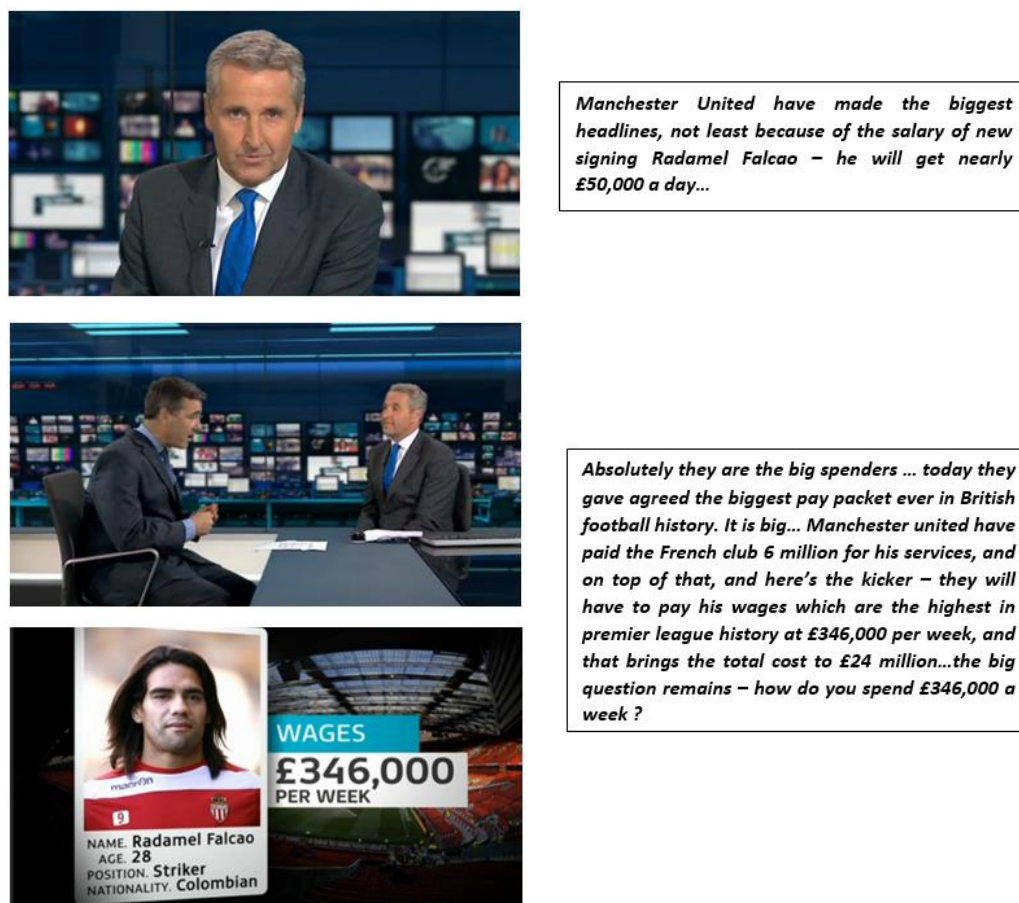 Manchester United have made the biggest
headlines, not least because of the salary of new
signing Radamel Falcao – he will get nearly
£50,000 a day...
Absolutely they are the big spenders ... today they
gave agreed the biggest pay packet ever in British
football history. It is big... Manchester united have
paid the French club 6 million for his services, and
on top of that, and here's the kicker – they will
have to pay his wages which are the highest in
premier league history at £346,000 per week, and
that brings the total cost to £24 million...the big
question remains – how do you spend £346,000 a
week ?
WAGES
£346,000
PER WEEK
macron
9
NAME. Radamel Falcao
AGE. 28
POSITION. Striker
NATIONALITY. Colombian